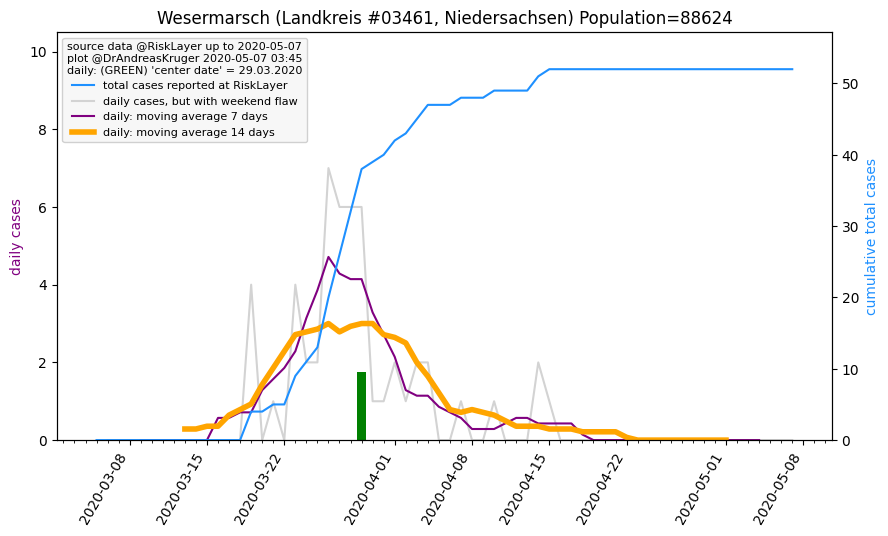 Wesermarsch (Landkreis #03461, Niedersachsen) Population=88624
source data @RiskLayer up to 2020-05-07
plot @DrAndreasKruger 2020-05-07 03:45
daily: (GREEN) 'center date' = 29.03.2020
total cases reported at RiskLayer
daily cases, but with weekend flaw
daily: moving average 7 days
daily: moving average 14 days
daily cases
10
8
6
4
2
0
cumulative total cases
50
40
30
20
10
0
2020-03-08
2020-03-15
2020-03-22
2020-04-01
2020-04-08
2020-04-15
2020-04-22
2020-05-01
2020-05-08